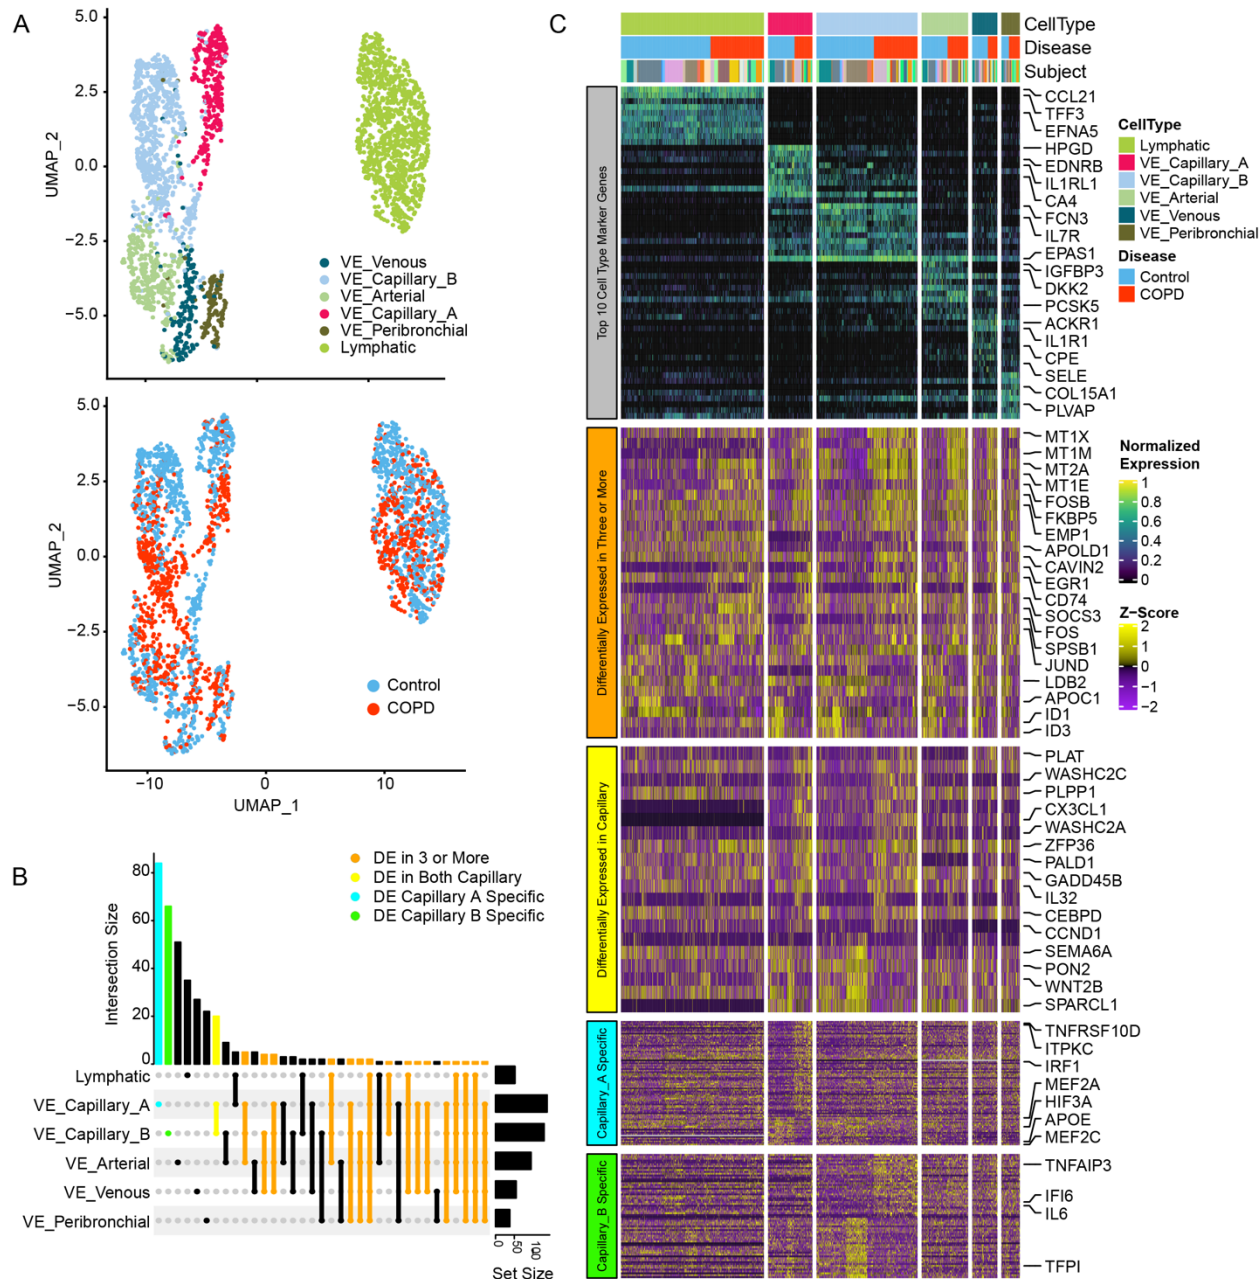 A
5.0
2.5
0.0
−2.5
−5.0
UMAP_2
VE_Venous
VE_Capillary_B
VE_Arterial
VE_Capillary_A
VE_Peribronchial
Lymphatic
5.0
2.5
0.0
−2.5
−5.0
UMAP_2
Control
COPD
−10
0
10
UMAP_1
B
DE in 3 or More
DE in Both Capillary
DE Capillary A Specific
DE Capillary B Specific
80
60
40
20
0
Intersection Size
Lymphatic
VE_Capillary_A
VE_Capillary_B
VE_Arterial
VE_Venous
VE_Peribronchial
0
50
100
Set Size
C
CellType
Disease
Subject
Top 10 Cell Type Marker Genes
CCL21
TFF3
EFNA5
HPGD
EDNRB
IL1RL1
CA4
FCN3
IL7R
EPAS1
IGFBP3
DKK2
PCSK5
ACKR1
IL1R1
CPE
SELE
COL15A1
PLVAP
Differentially Expressed in Three or More
MT1X
MT1M
MT2A
MT1E
FOSB
FKBP5
EMP1
APOLD1
CAVIN2
EGR1
CD74
SOCS3
FOS
SPSB1
JUND
LDB2
APOC1
ID1
ID3
Differentially Expressed in Capillary
PLAT
WASHC2C
PLPP1
CX3CL1
WASHC2A
ZFP36
PALD1
GADD45B
IL32
CEBPD
CCND1
SEMA6A
PON2
WNT2B
SPARCL1
Capillary_A Specific
TNFRSF10D
ITPKC
IRF1
MEF2A
HIF3A
APOE
MEF2C
Capillary_B Specific
TNFAIP3
IFI6
IL6
TFPI
CellType
Lymphatic
VE_Capillary_A
VE_Capillary_B
VE_Arterial
VE_Venous
VE_Peribronchial
Disease
Control
COPD
Normalized
Expression
1
0.8
0.6
0.4
0.2
0
Z−Score
2
1
0
−1
−2